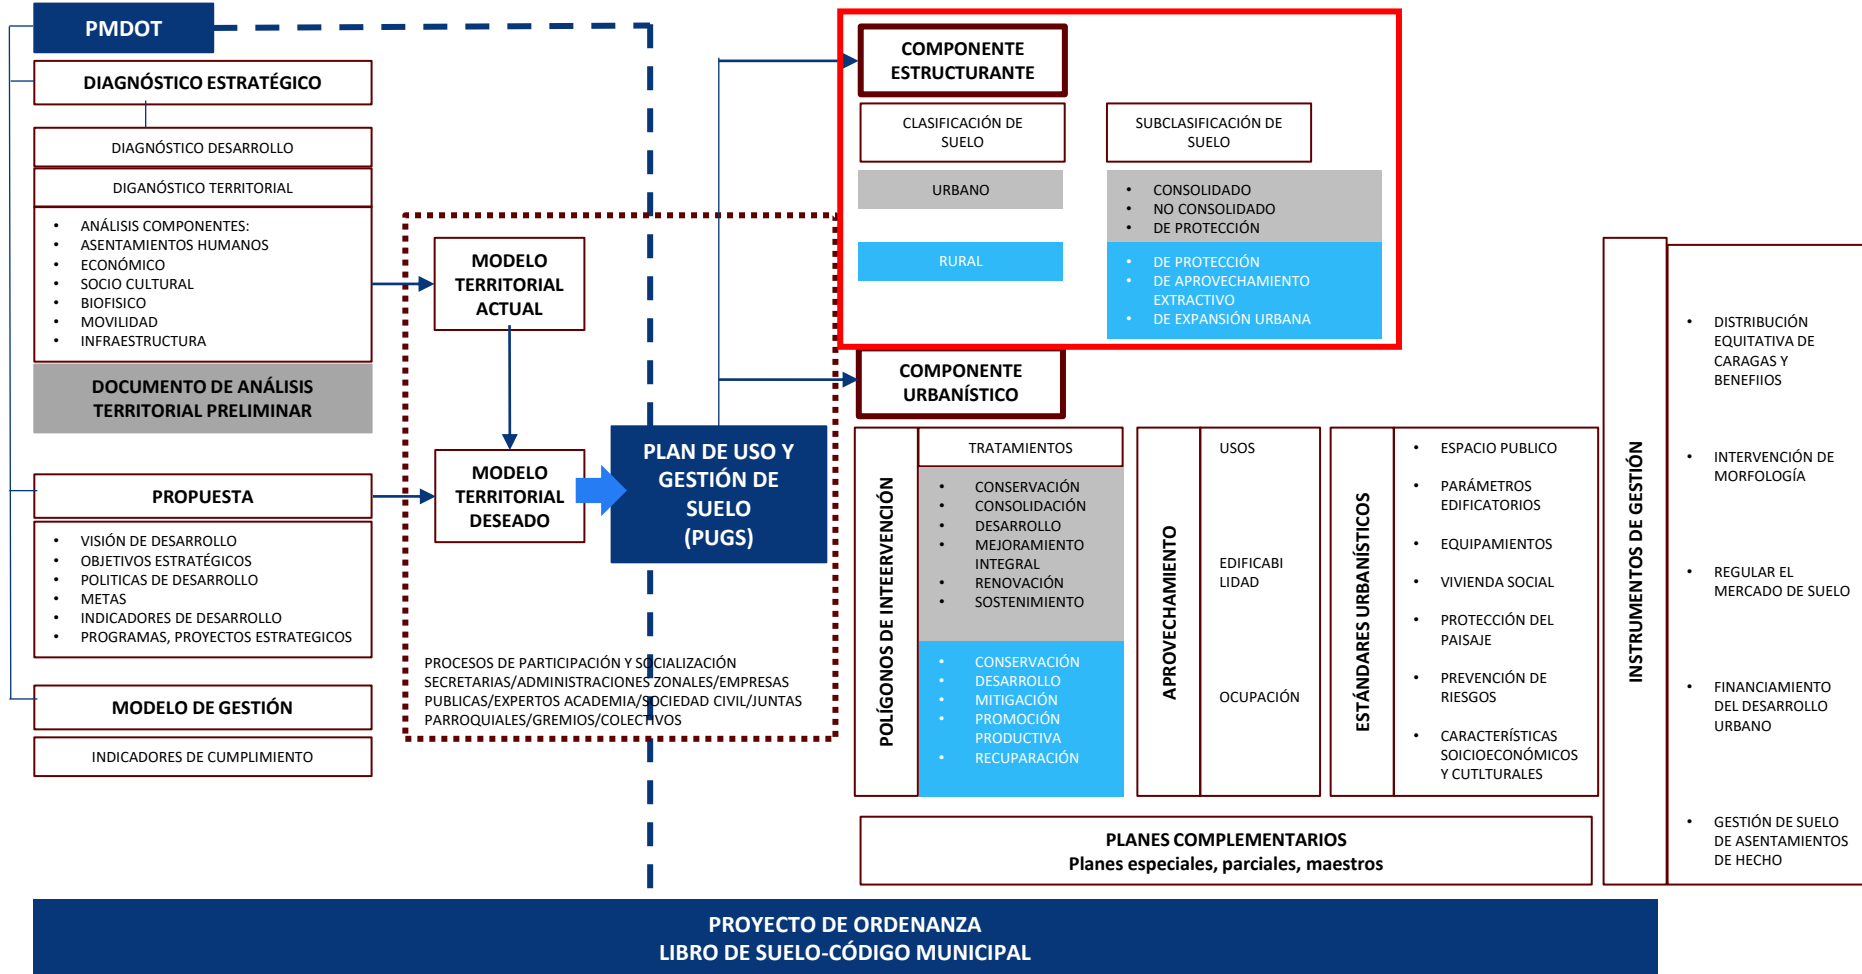 PMDOT
DIAGNÓSTICO ESTRATÉGICO
DIAGNÓSTICO DESARROLLO
DIGANÓSTICO TERRITORIAL
• ANÁLISIS COMPONENTES:
• ASENTAMIENTOS HUMANOS
• ECONÓMICO
• SOCIO CULTURAL
• BIOFISICO
• MOVILIDAD
• INFRAESTRUCTURA
DOCUMENTO DE ANÁLISIS
TERRITORIAL PRELIMINAR
PROPUESTA
• VISIÓN DE DESARROLLO
• OBJETIVOS ESTRATÉGICOS
• POLITICAS DE DESARROLLO
• METAS
• INDICADORES DE DESARROLLO
• PROGRAMAS, PROYECTOS ESTRATEGICOS
MODELO DE GESTIÓN
INDICADORES DE CUMPLIMIENTO
MODELO
TERRITORIAL
ACTUAL
MODELO
TERRITORIAL
DESEADO
PROCESOS DE PARTICIPACIÓN Y SOCIALIZACIÓN
SECRETARIAS/ADMINISTRACIONES ZONALES/EMPRESAS
PUBLICAS/EXPERTOS ACADEMIA/SOCIEDAD CIVIL/JUNTAS
PARROQUIALES/GREMIOS/COLECTIVOS
PLAN DE USO Y
GESTIÓN DE
SUELO
(PUGS)
COMPONENTE
ESTRUCTURANTE
CLASIFICACIÓN DE
SUELO
SUBCLASIFICACIÓN DE
SUELO
URBANO
• CONSOLIDADO
• NO CONSOLIDADO
• DE PROTECCIÓN
RURAL
• DE PROTECCIÓN
• DE APROVECHAMIENTO
EXTRACTIVO
• DE EXPANSIÓN URBANA
COMPONENTE
URBANÍSTICO
POLÍGONOS DE INTEERVENCIÓN
TRATAMIENTOS
• CONSERVACIÓN
• CONSOLIDACIÓN
• DESARROLLO
• MEJORAMIENTO
INTEGRAL
• RENOVACIÓN
• SOSTENIMIENTO
• CONSERVACIÓN
• DESARROLLO
• MITIGACIÓN
• PROMOCIÓN
PRODUCTIVA
• RECUPARACIÓN
APROVECHAMIENTO
USOS
EDIFICABI
LIDAD
OCUPACIÓN
ESTÁNDARES URBANÍSTICOS
• ESPACIO PUBLICO
• PARÁMETROS
EDIFICATORIOS
• EQUIPAMIENTOS
• VIVIENDA SOCIAL
• PROTECCIÓN DEL
PAISAJE
• PREVENCIÓN DE
RIESGOS
• CARACTERÍSTICAS
SOCIOECONÓMICOS
Y CUTLTURALES
INSTRUMENTOS DE GESTIÓN
• DISTRIBUCIÓN
EQUITATIVA DE
CARAGAS Y
BENEFIIOS
• INTERVENCIÓN DE
MORFOLOGÍA
• REGULAR EL
MERCADO DE SUELO
• FINANCIAMIENTO
DEL DESARROLLO
URBANO
• GESTIÓN DE SUELO
DE ASENTAMIENTOS
DE HECHO
PLANES COMPLEMENTARIOS
Planes especiales, parciales, maestros
PROYECTO DE ORDENANZA
LIBRO DE SUELO-CÓDIGO MUNICIPAL